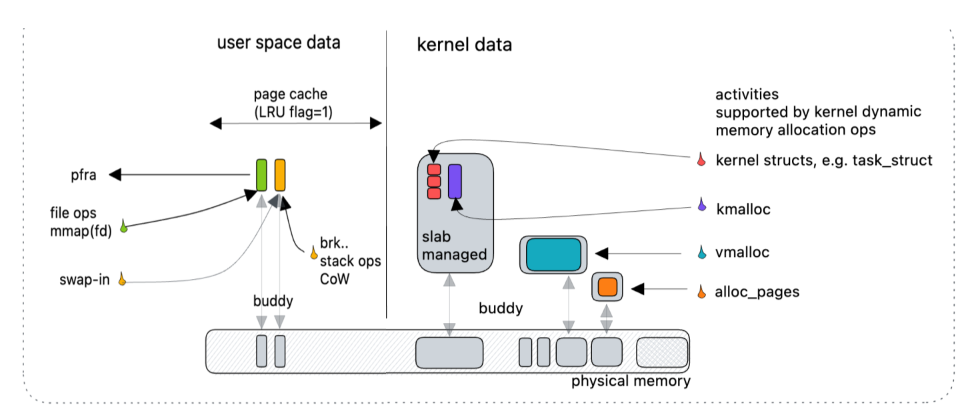 user space data
kernel data
page cache
(LRU flag=1)
activities
supported by kernel dynamic
memory allocation ops
kernel structs, e.g. task_struct
pfra
file ops
mmap(fd)
kmalloc
slab
managed
brk..
stack ops
CoW
vmalloc
swap-in
alloc_pages
buddy
buddy
physical memory